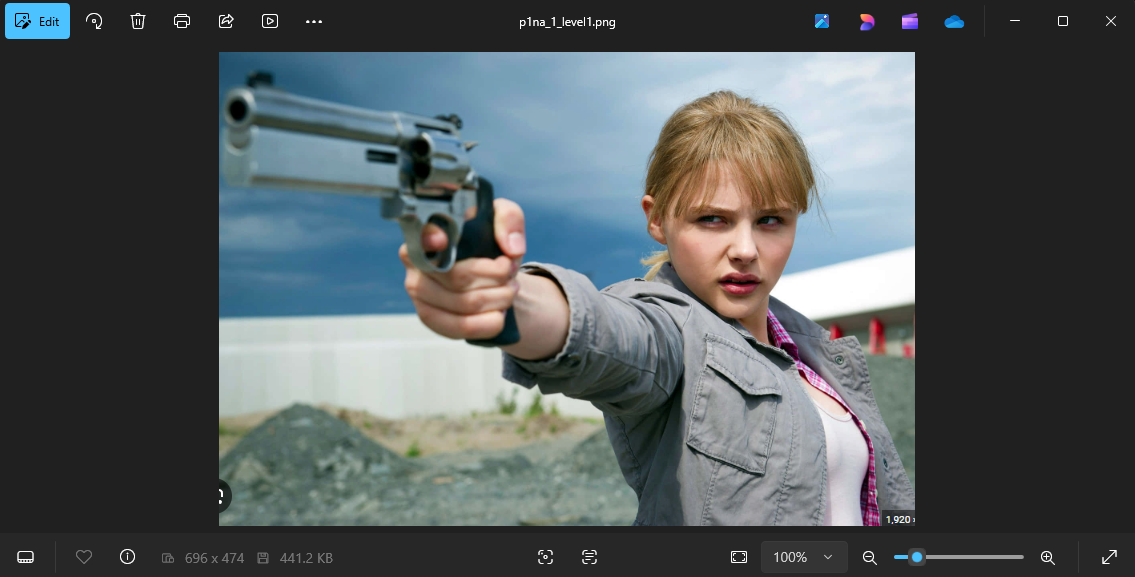 Edit
p1na_1_level1.png
1,920
696 x 474
441.2 KB
100%